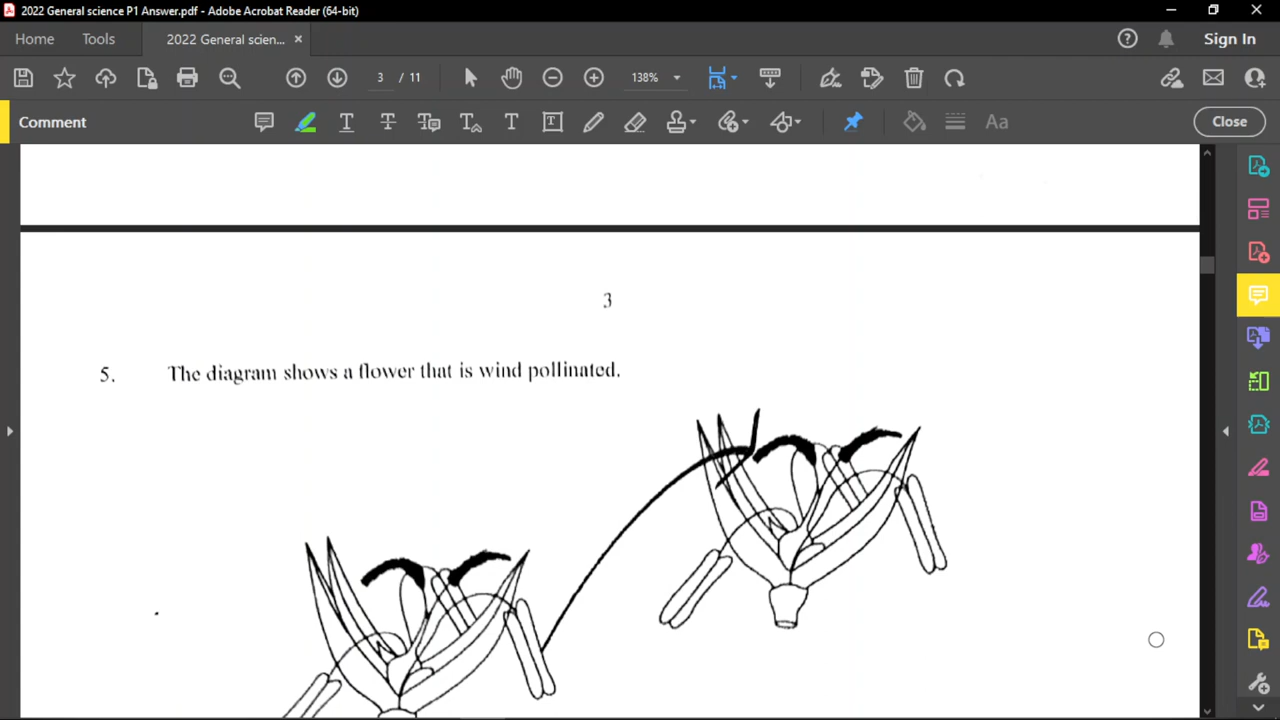 2022 General science P1 Answer.pdf - Adobe Acrobat Reader (64-bit)
Home Tools 2022 General scien... Sign In
3 / 11 138%
Comment Aa Close
3
5. The diagram shows a flower that is wind pollinated.